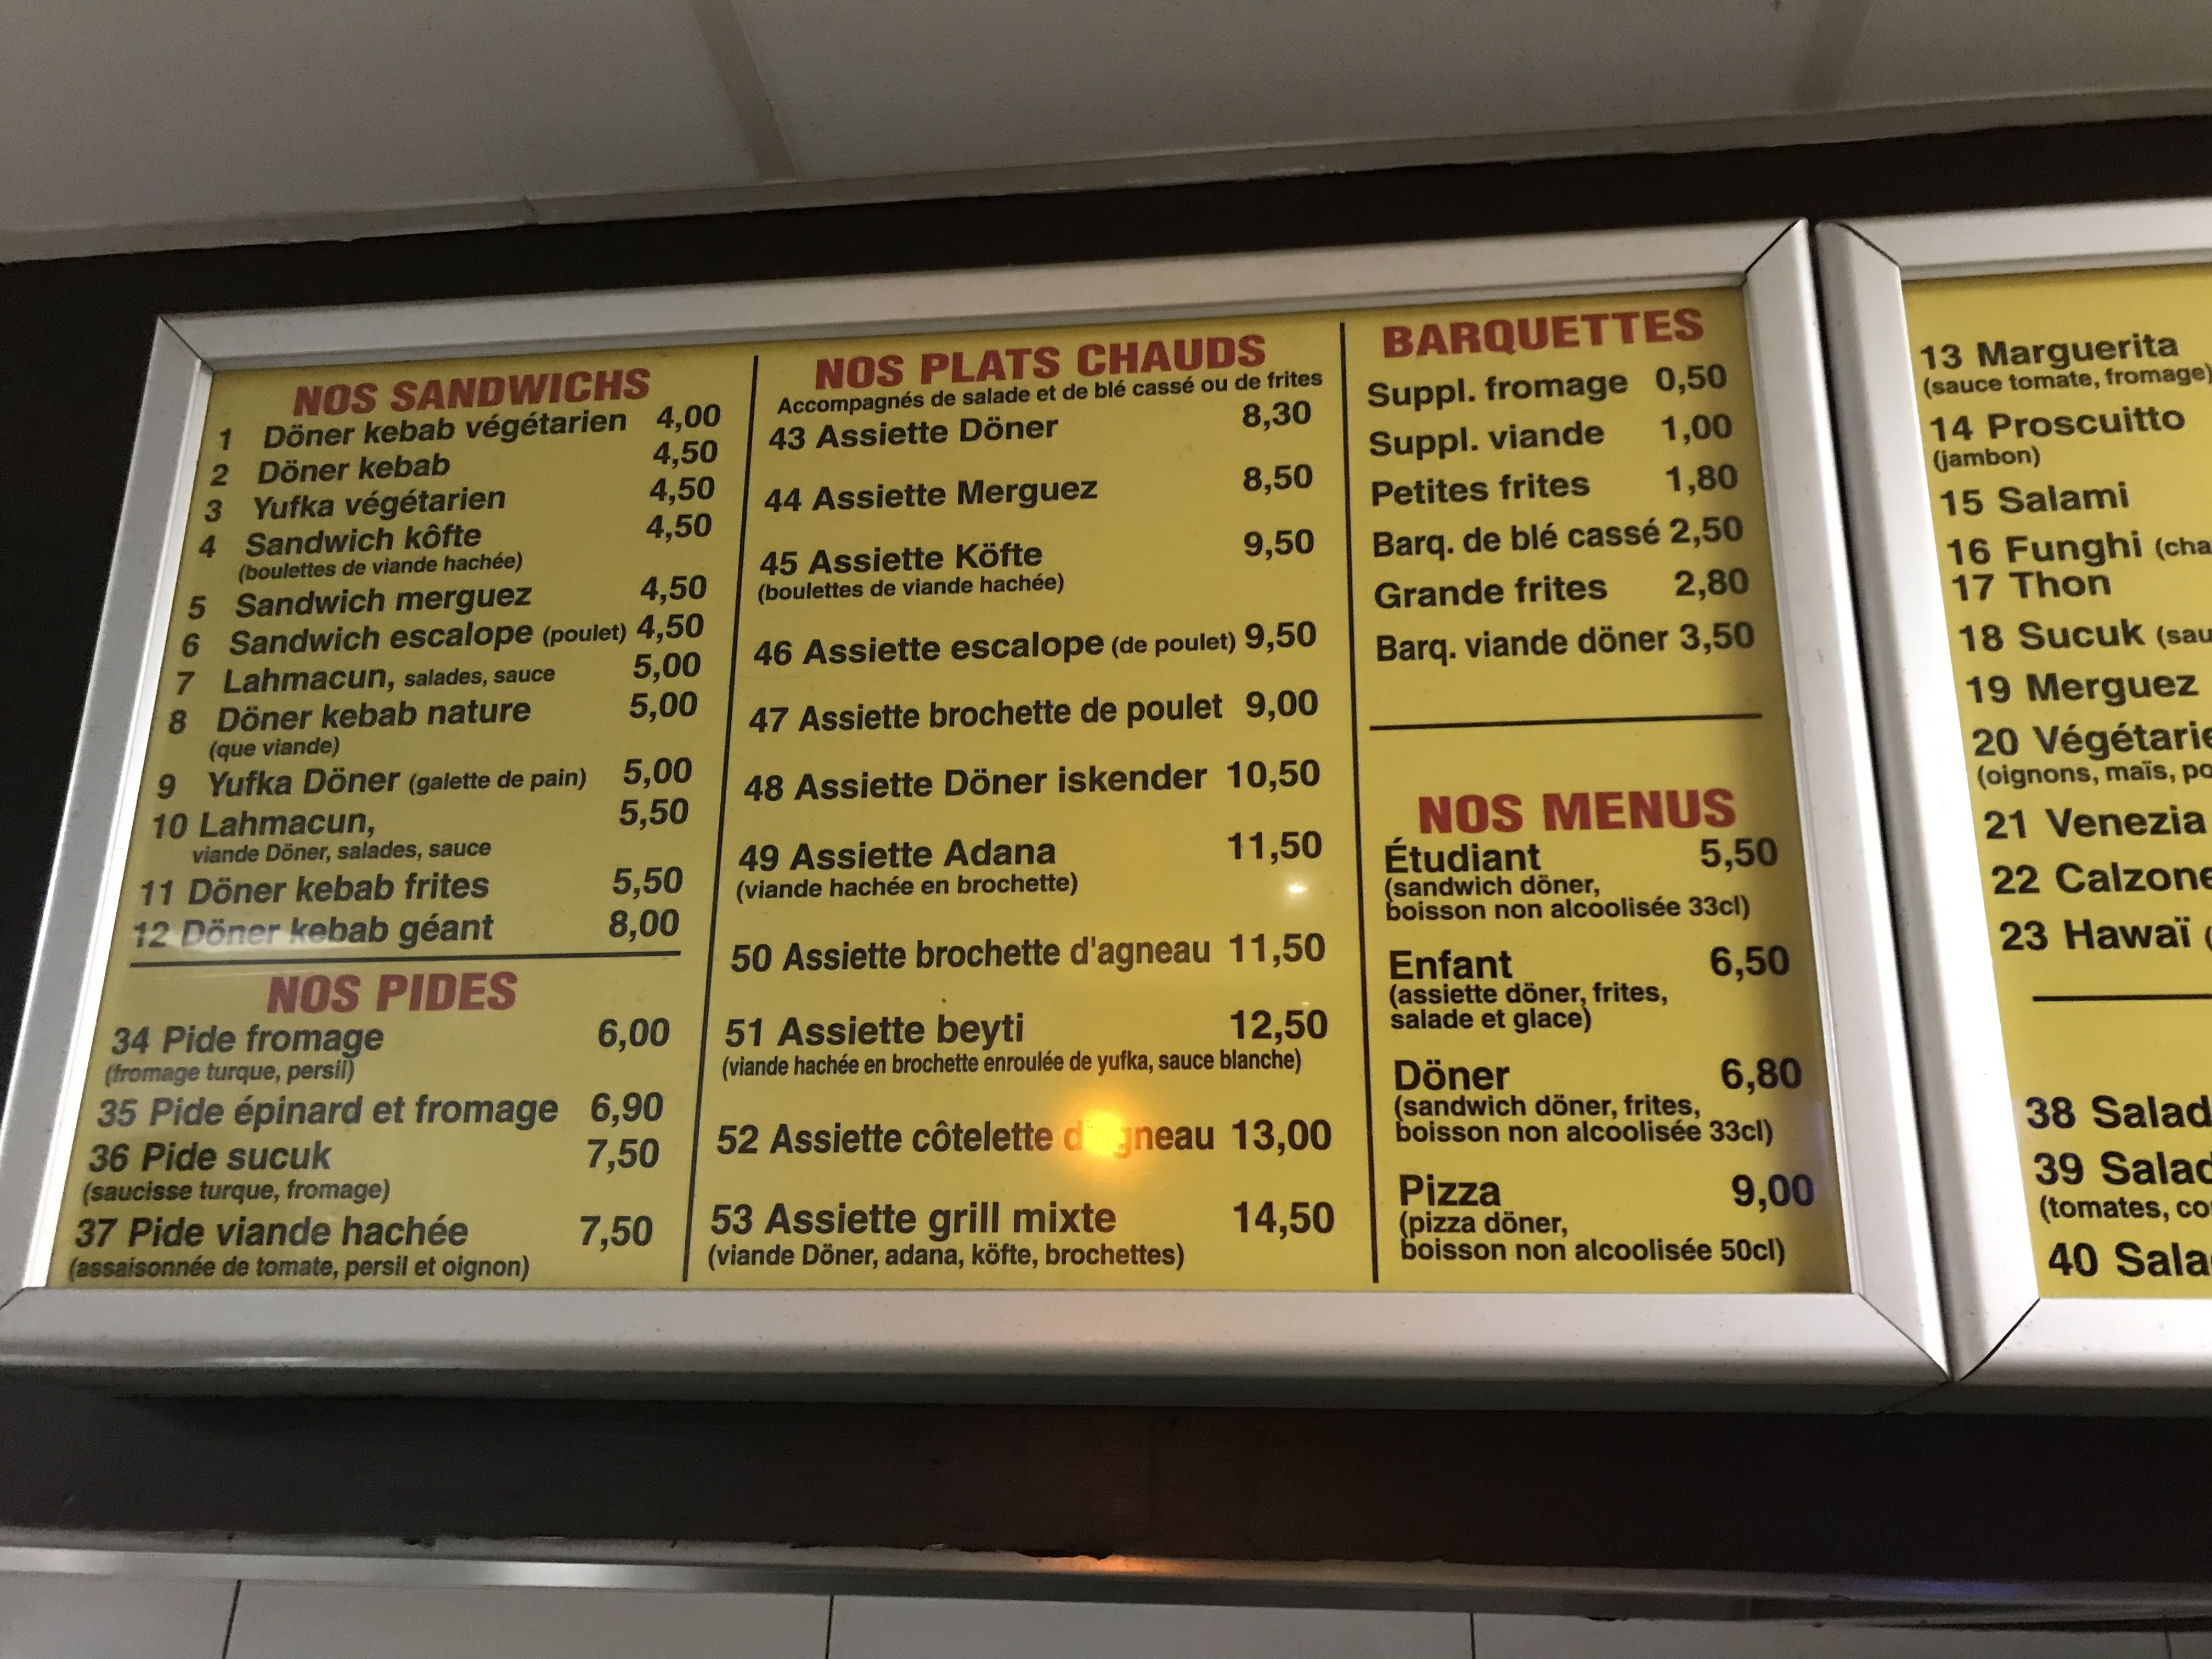 NOS SANDWICHS
1 Döner kebab végétarien 4,00
2 Döner kebab 4,50
3 Yufka végétarien 4,50
4 Sandwich kôfte 4,50
(boulettes de viande hachée)
5 Sandwich merguez 4,50
6 Sandwich escalope (poulet) 4,50
7 Lahmacun, salades, sauce 5,00
8 Döner kebab nature 5,00
(que viande)
9 Yufka Döner (galette de pain) 5,00
10 Lahmacun, 5,50
viande Döner, salades, sauce
11 Döner kebab frites 5,50
12 Döner kebab géant 8,00
NOS PIDES
34 Pide fromage 6,00
(fromage turque, persil)
35 Pide épinard et fromage 6,90
36 Pide sucuk 7,50
(saucisse turque, fromage)
37 Pide viande hachée 7,50
(assaisonnée de tomate, persil et oignon)
NOS PLATS CHAUDS
Accompagnés de salade et de blé cassé ou de frites
43 Assiette Döner 8,30
44 Assiette Merguez 8,50
45 Assiette Köfte 9,50
(boulettes de viande hachée)
46 Assiette escalope (de poulet) 9,50
47 Assiette brochette de poulet 9,00
48 Assiette Döner iskender 10,50
49 Assiette Adana 11,50
(viande hachée en brochette)
50 Assiette brochette d'agneau 11,50
51 Assiette beyti 12,50
(viande hachée en brochette enroulée de yufka, sauce blanche)
52 Assiette côtelette d'agneau 13,00
53 Assiette grill mixte 14,50
(viande Döner, adana, köfte, brochettes)
BARQUETTES
Suppl. fromage 0,50
Suppl. viande 1,00
Petites frites 1,80
Barq. de blé cassé 2,50
Grande frites 2,80
Barq. viande döner 3,50
NOS MENUS
Étudiant 5,50
(sandwich döner,
boisson non alcoolisée 33cl)
Enfant 6,50
(assiette döner, frites,
salade et glace)
Döner 6,80
(sandwich döner, frites,
boisson non alcoolisée 33cl)
Pizza 9,00
(pizza döner,
boisson non alcoolisée 50cl)
13 Marguerita
(sauce tomate, fromage)
14 Proscuitto
(jambon)
15 Salami
16 Funghi
17 Thon
18 Sucuk
19 Merguez
20
(oignons, maïs,
21 Venezia
22 Calzone
23 Hawaï
38
39
(tomates,
40